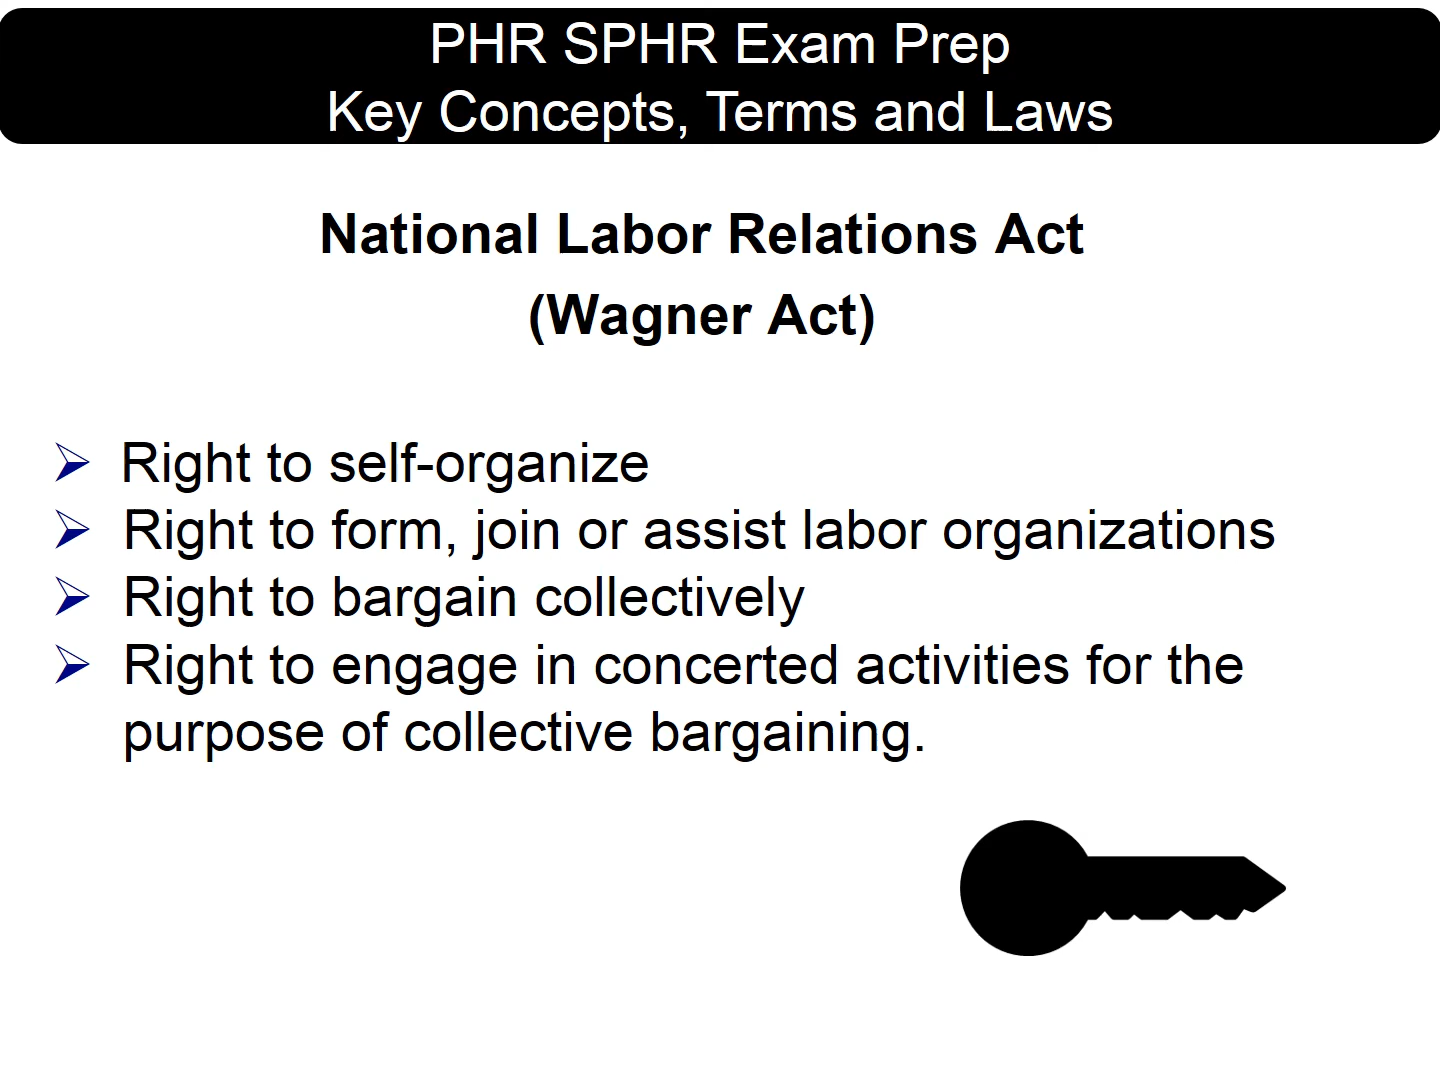 PHR SPHR Exam Prep
Key Concepts, Terms and Laws
National Labor Relations Act
(Wagner Act)
Right to self-organize
Right to form, join or assist labor organizations
Right to bargain collectively
Right to engage in concerted activities for the
purpose of collective bargaining.